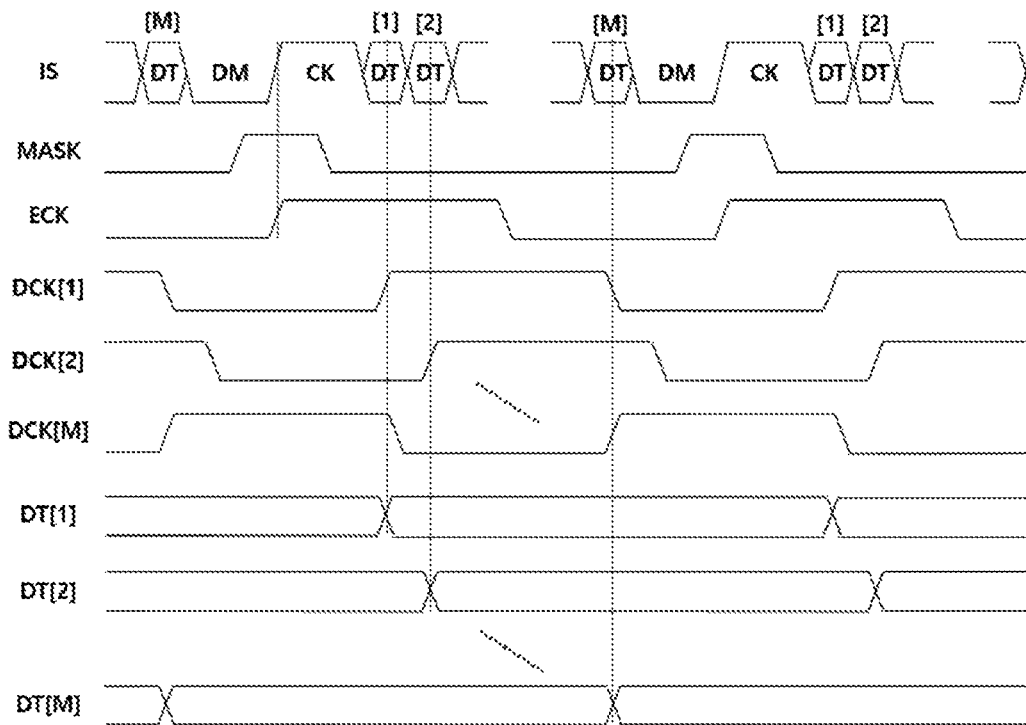 [M] [1] [2] [M] [1] [2]
IS DT DM CK DT DT DT DM CK DT DT
MASK
ECK
DCK[1]
DCK[2]
DCK[M]
DT[1]
DT[2]
DT[M]